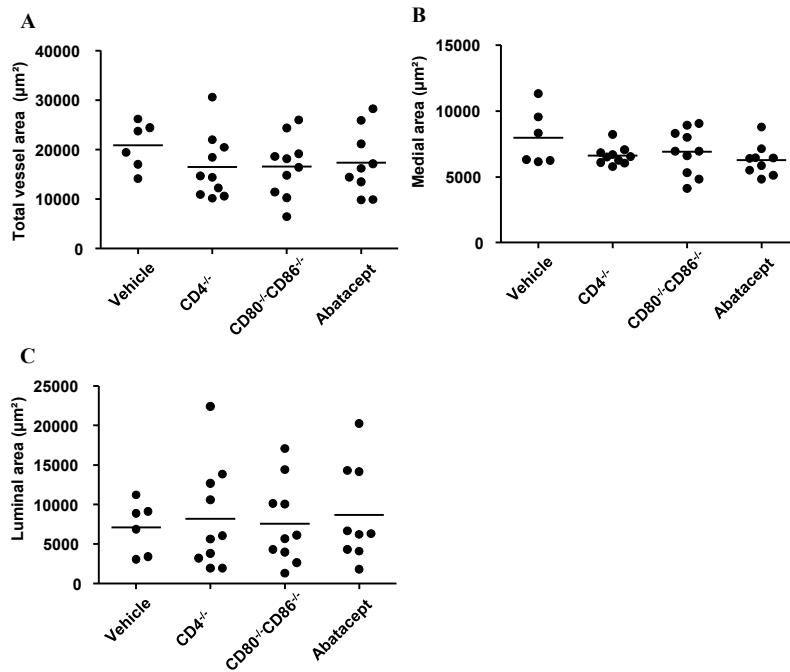 A
Total vessel area (µm²)
40000
30000
20000
10000
0
Vehicle
CD4-/-
CD80-/-CD86-/-
Abatacept
B
Medial area (µm²)
15000
10000
5000
0
Vehicle
CD4-/-
CD80-/-CD86-/-
Abatacept
C
Luminal area (µm²)
25000
20000
15000
10000
5000
0
Vehicle
CD4-/-
CD80-/-CD86-/-
Abatacept